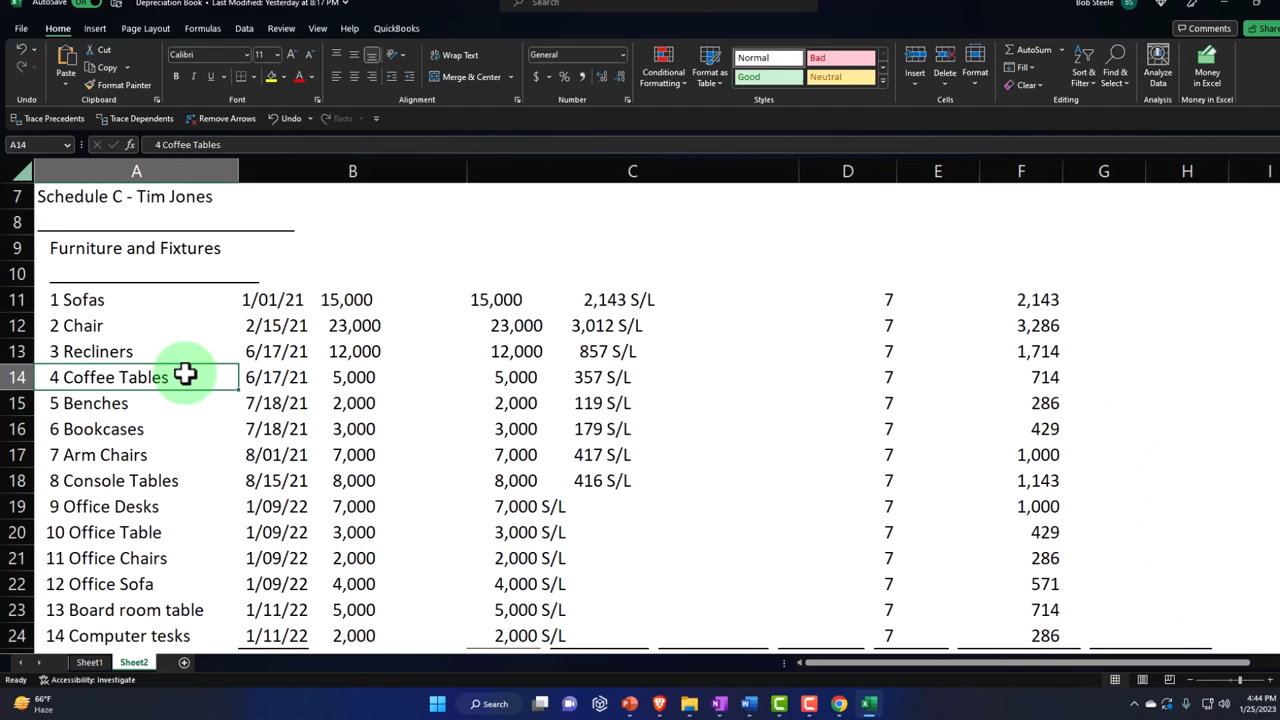 AutoSave On Depreciation Book - Last Modified: Yesterday at 8:17 PM Search Bob Steele BS
File Home Insert Draw Page Layout Formulas Data Review View QuickBooks Comments Share
Cut Calibri 11 Wrap Text General Normal Bad AutoSum
Paste Copy Merge & Center Conditional Formatting Format as Table Good Neutral Insert Delete Format Fill Sort & Filter Find & Select Analyze Data Money in Excel
Format Painter B I U Clear
Undo Clipboard Font Alignment Number Styles Cells Editing Analysis Money in Excel
Trace Precedents Trace Dependents Remove Arrows Undo Redo
A14 fx 4 Coffee Tables
A B C D E F G H I
7 Schedule C - Tim Jones
8
9 Furniture and Fixtures
10
11 1 Sofas 1/01/21 15,000 15,000 2,143 S/L 7 2,143
12 2 Chair 2/15/21 23,000 23,000 3,012 S/L 7 3,286
13 3 Recliners 6/17/21 12,000 12,000 857 S/L 7 1,714
14 4 Coffee Tables 6/17/21 5,000 5,000 357 S/L 7 714
15 5 Benches 7/18/21 2,000 2,000 119 S/L 7 286
16 6 Bookcases 7/18/21 3,000 3,000 179 S/L 7 429
17 7 Arm Chairs 8/01/21 7,000 7,000 417 S/L 7 1,000
18 8 Console Tables 8/15/21 8,000 8,000 416 S/L 7 1,143
19 9 Office Desks 1/09/22 7,000 7,000 S/L 7 1,000
20 10 Office Table 1/09/22 3,000 3,000 S/L 7 429
21 11 Office Chairs 1/09/22 2,000 2,000 S/L 7 286
22 12 Office Sofa 1/09/22 4,000 4,000 S/L 7 571
23 13 Board room table 1/11/22 5,000 5,000 S/L 7 714
24 14 Computer tesks 1/11/22 2,000 2,000 S/L 7 286
Sheet1 Sheet2
Ready Accessibility: Investigate
66°F Haze Search 4:44 PM 1/25/2023